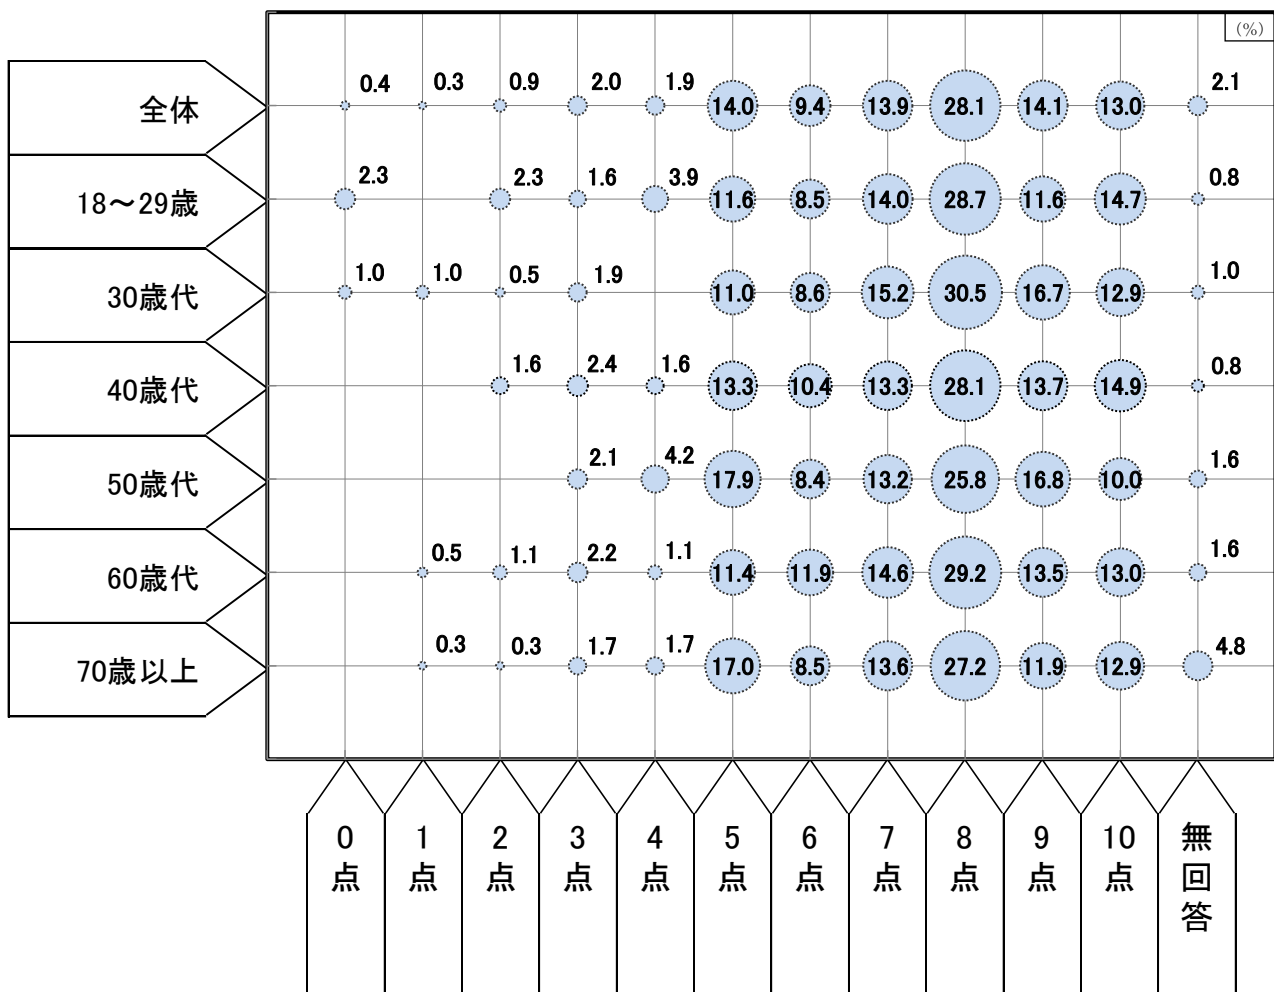 (%)
全体 0.4 0.3 0.9 2.0 1.9 14.0 9.4 13.9 28.1 14.1 13.0 2.1
18～29歳 2.3 2.3 1.6 3.9 11.6 8.5 14.0 28.7 11.6 14.7 0.8
30歳代 1.0 1.0 0.5 1.9 11.0 8.6 15.2 30.5 16.7 12.9 1.0
40歳代 1.6 2.4 1.6 13.3 10.4 13.3 28.1 13.7 14.9 0.8
50歳代 2.1 4.2 17.9 8.4 13.2 25.8 16.8 10.0 1.6
60歳代 0.5 1.1 2.2 1.1 11.4 11.9 14.6 29.2 13.5 13.0 1.6
70歳以上 0.3 0.3 1.7 1.7 17.0 8.5 13.6 27.2 11.9 12.9 4.8
0点 1点 2点 3点 4点 5点 6点 7点 8点 9点 10点 無回答